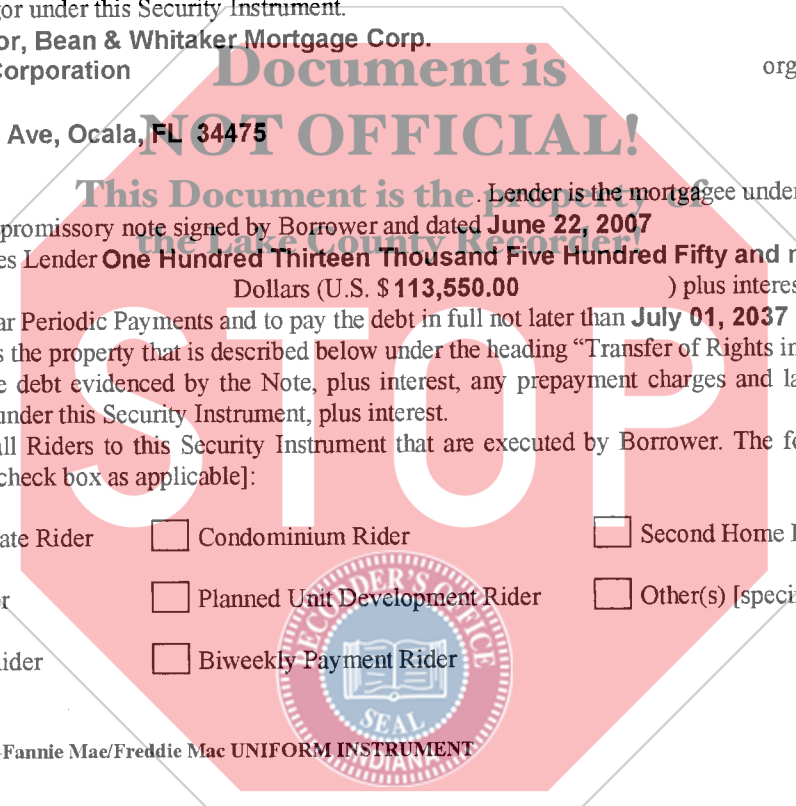 or under this Security Instrument.
or, Bean & Whitaker Mortgage Corp.
Corporation
org
Document is
NOT OFFICIAL!
This Document is the property of
the Lake County Recorder!
Ave, Ocala, FL 34475
. Lender is the mortgagee under
promissory note signed by Borrower and dated June 22, 2007
es Lender One Hundred Thirteen Thousand Five Hundred Fifty and n
Dollars (U.S. $ 113,550.00 ) plus interes
ar Periodic Payments and to pay the debt in full not later than July 01, 2037
s the property that is described below under the heading “Transfer of Rights in
e debt evidenced by the Note, plus interest, any prepayment charges and la
under this Security Instrument, plus interest.
all Riders to this Security Instrument that are executed by Borrower. The fo
check box as applicable]:
STOP
ate Rider Condominium Rider Second Home
r Planned Unit Development Rider Other(s) [speci
ider Biweekly Payment Rider
RECORDER'S OFFICE
SEAL
INDIANA
-Fannie Mae/Freddie Mac UNIFORM INSTRUMENT